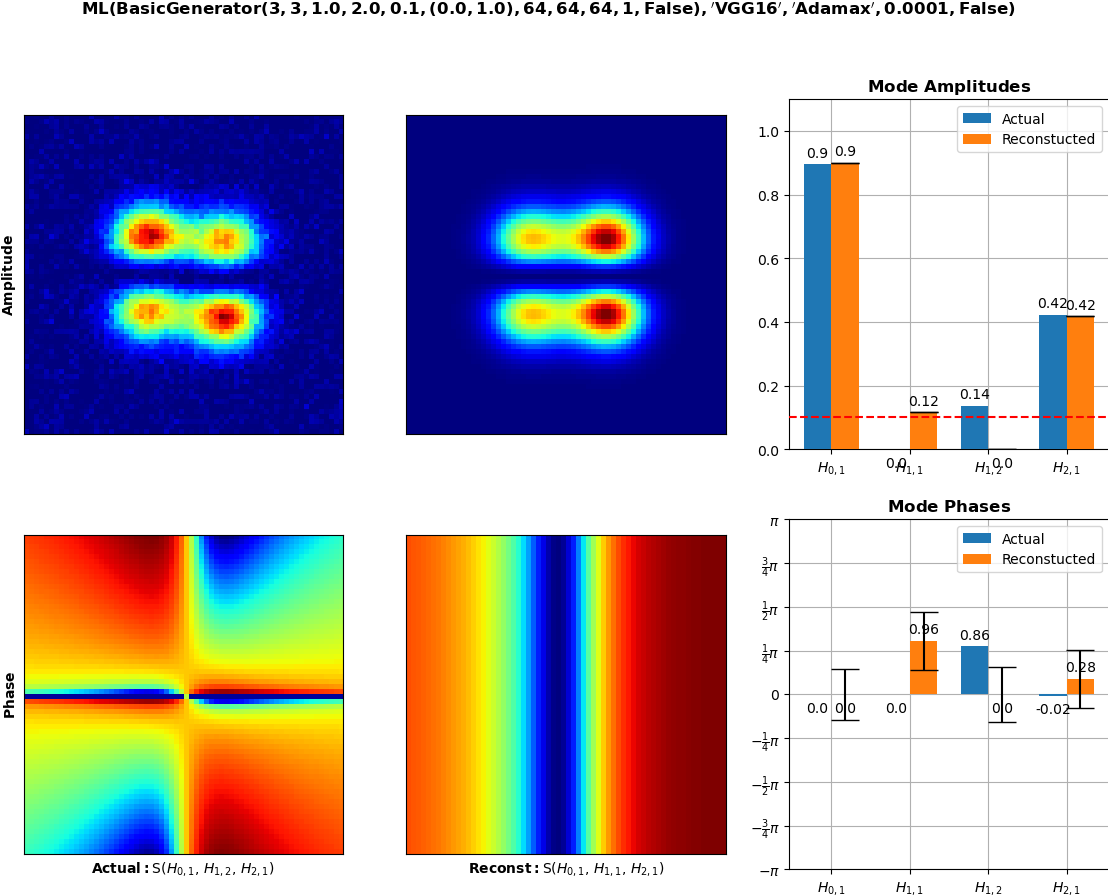 ML(BasicGenerator(3, 3, 1.0, 2.0, 0.1, (0.0, 1.0), 64, 64, 64, 1, False), ′VGG16′, ′Adamax′, 0.0001, False)
Mode Amplitudes
Actual
Reconstucted
1.0
0.8
0.6
0.4
0.2
0.0
0.9 0.9
0.0 0.12
0.14 0.0
0.42 0.42
H0,1 H1,1 H1,2 H2,1
Amplitude
Mode Phases
Actual
Reconstucted
π
3/4π
1/2π
1/4π
0
−1/4π
−1/2π
−3/4π
−π
0.0 0.0
0.0 0.96
0.86 0.0
-0.02 0.28
H0,1 H1,1 H1,2 H2,1
Phase
Actual: S(H0,1, H1,2, H2,1)
Reconst: S(H0,1, H1,1, H2,1)